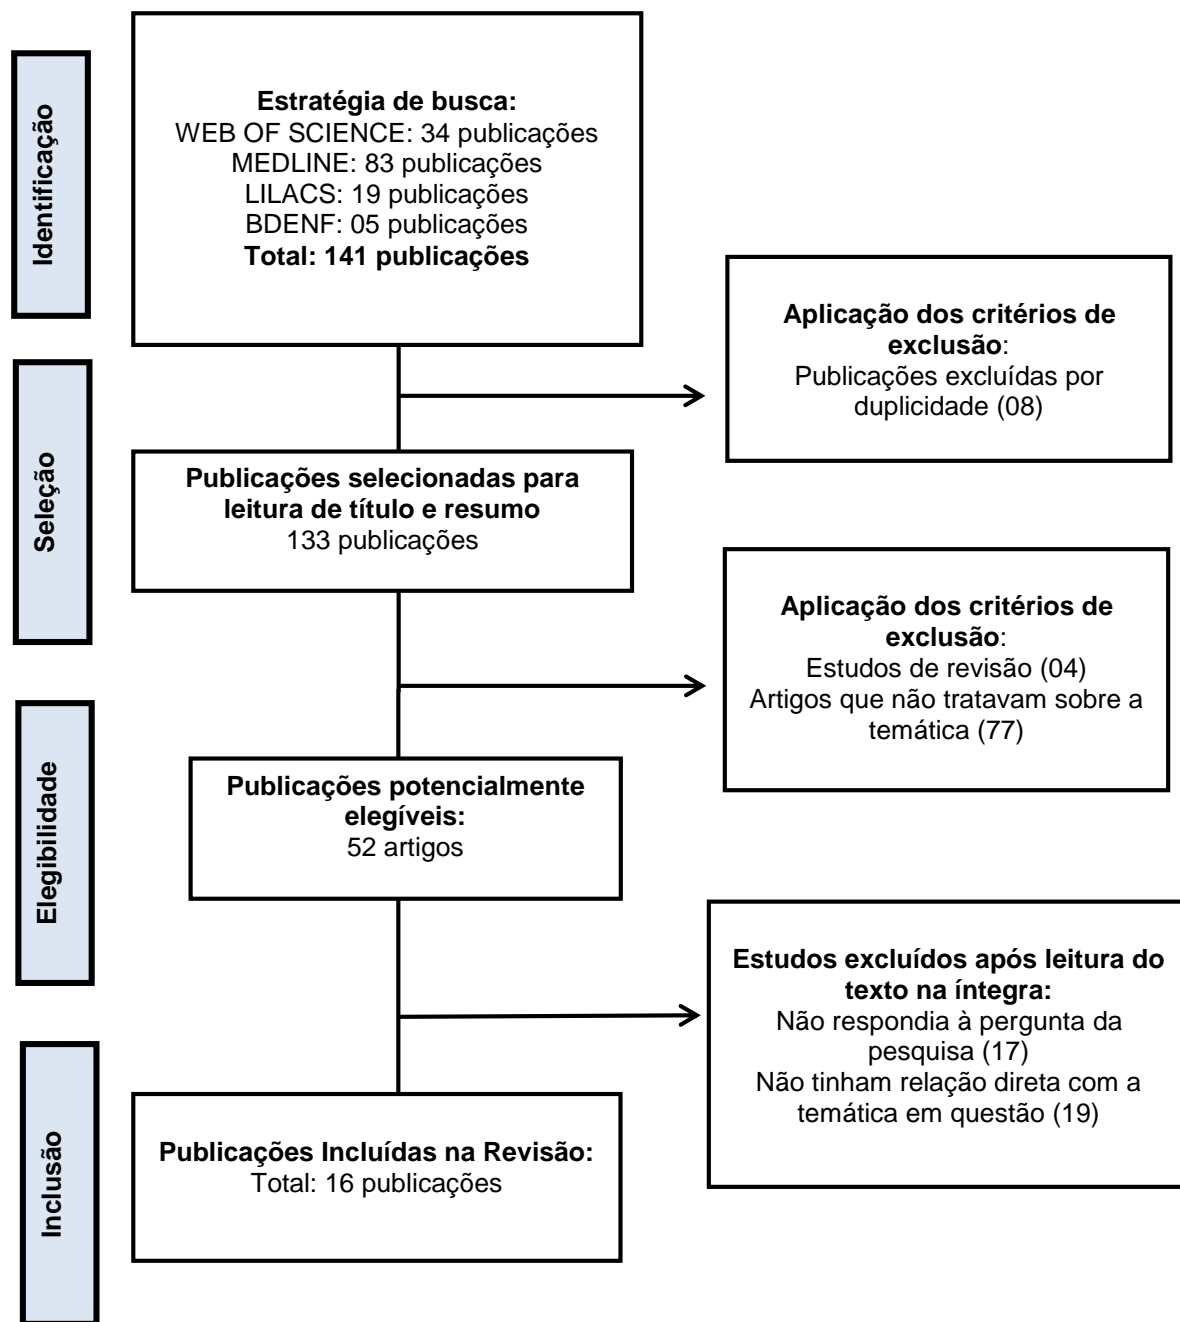 Identificação
Estratégia de busca:
WEB OF SCIENCE: 34 publicações
MEDLINE: 83 publicações
LILACS: 19 publicações
BDENF: 05 publicações
Total: 141 publicações
Aplicação dos critérios de
exclusão:
Publicações excluídas por
duplicidade (08)
Seleção
Publicações selecionadas para
leitura de título e resumo
133 publicações
Aplicação dos critérios de
exclusão:
Estudos de revisão (04)
Artigos que não tratavam sobre a
temática (77)
Elegibilidade
Publicações potencialmente
elegíveis:
52 artigos
Estudos excluídos após leitura do
texto na íntegra:
Não respondia à pergunta da
pesquisa (17)
Não tinham relação direta com a
temática em questão (19)
Inclusão
Publicações Incluídas na Revisão:
Total: 16 publicações